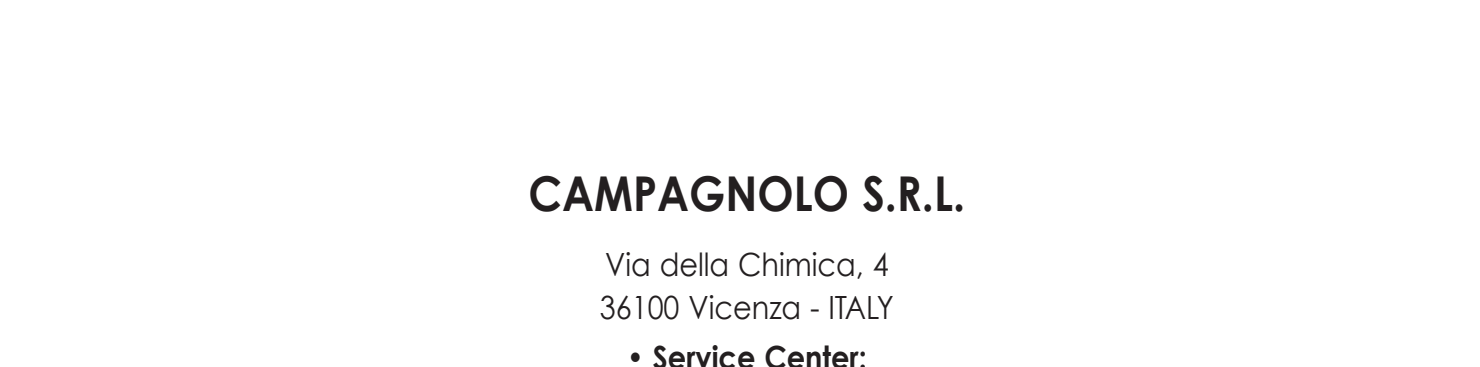 CAMPAGNOLO S.R.L.
Via della Chimica, 4
36100 Vicenza - ITALY
• Service Center: